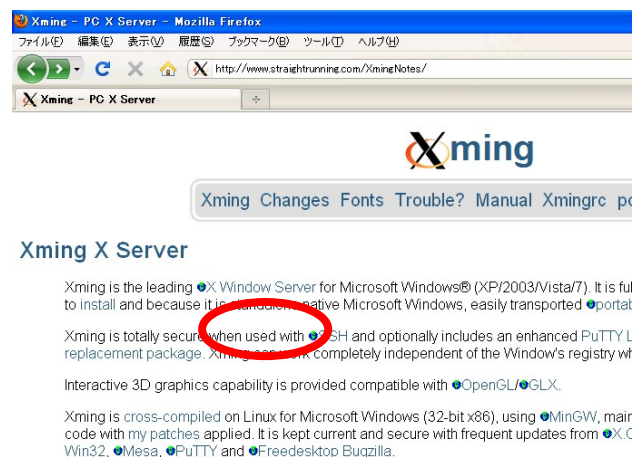 Xming - PC X Server - Mozilla Firefox
ファイル(F) 編集(E) 表示(V) 履歴(S) ブックマーク(B) ツール(T) ヘルプ(H)
http://www.straightrunning.com/XmingNotes/
Xming - PC X Server
Xming
Xming Changes Fonts Trouble? Manual Xmingrc po
Xming X Server
Xming is the leading X Window Server for Microsoft Windows® (XP/2003/Vista/7). It is ful
to install and because it is standalone native Microsoft Windows, easily transported portab
Xming is totally secure when used with SSH and optionally includes an enhanced PuTTY L
replacement package. Xming can work completely independent of the Window's registry wh
Interactive 3D graphics capability is provided compatible with OpenGL/GLX.
Xming is cross-compiled on Linux for Microsoft Windows (32-bit x86), using MinGW, main
code with my patches applied. It is kept current and secure with frequent updates from X.O
Win32, Mesa, PuTTY and Freedesktop Bugzilla.